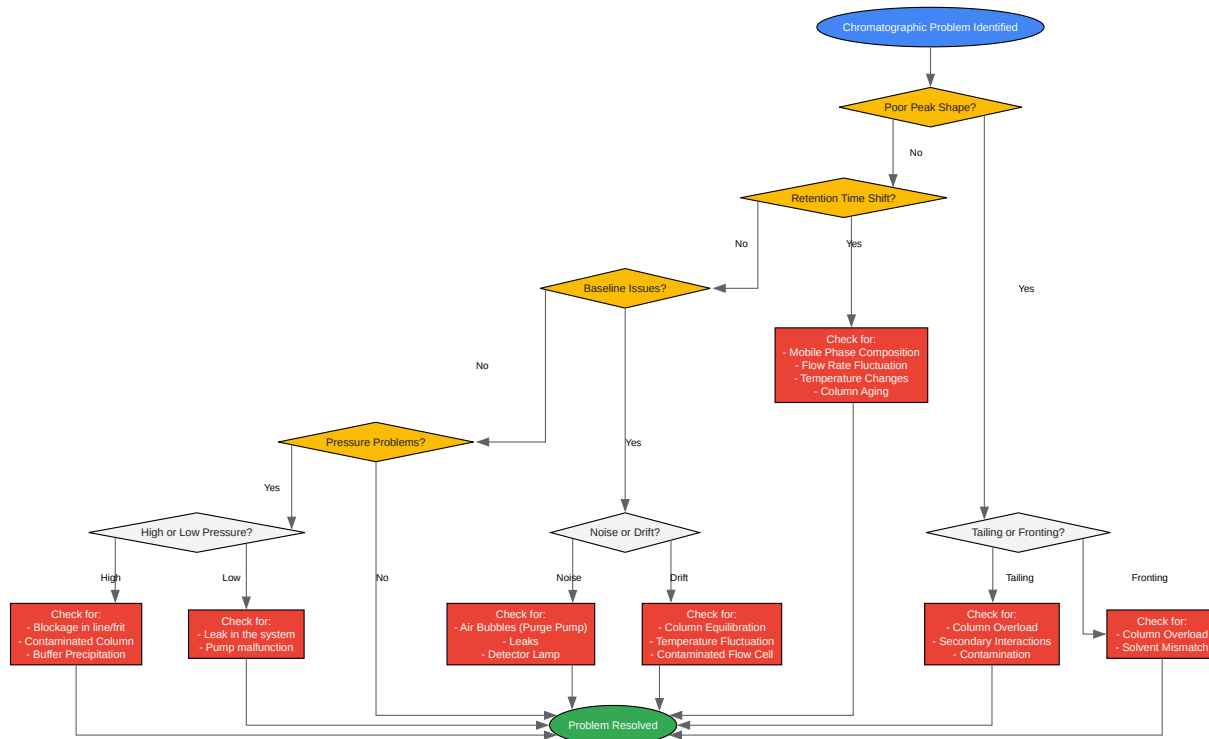 Chromatographic Problem Identified
Poor Peak Shape?
No
Retention Time Shift?
No
Yes
Baseline Issues?
Yes
Check for:
- Mobile Phase Composition
- Flow Rate Fluctuation
- Temperature Changes
- Column Aging
No
Pressure Problems?
Yes
Yes
High or Low Pressure?
Noise or Drift?
Tailing or Fronting?
High
Low
No
Noise
Drift
Tailing
Fronting
Check for:
- Blockage in line/frit
- Contaminated Column
- Buffer Precipitation
Check for:
- Leak in the system
- Pump malfunction
Check for:
- Air Bubbles (Purge Pump)
- Leaks
- Detector Lamp
Check for:
- Column Equilibration
- Temperature Fluctuation
- Contaminated Flow Cell
Check for:
- Column Overload
- Secondary Interactions
- Contamination
Check for:
- Column Overload
- Solvent Mismatch
Problem Resolved